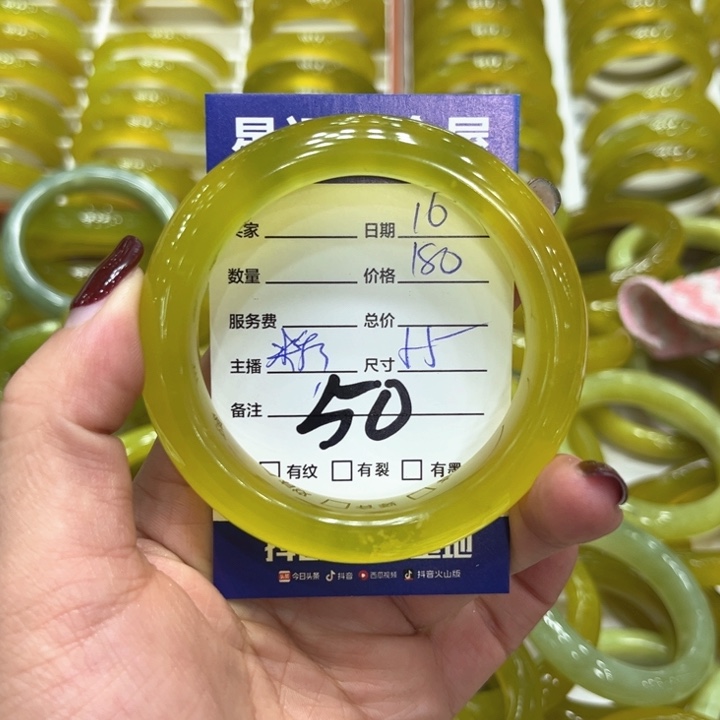 家 日期 16
数量 价格 180
服务费 总价
主播 尺寸 55
备注 50
有纹 有裂 有黑
今日头条 抖音 西瓜视频 抖音火山版